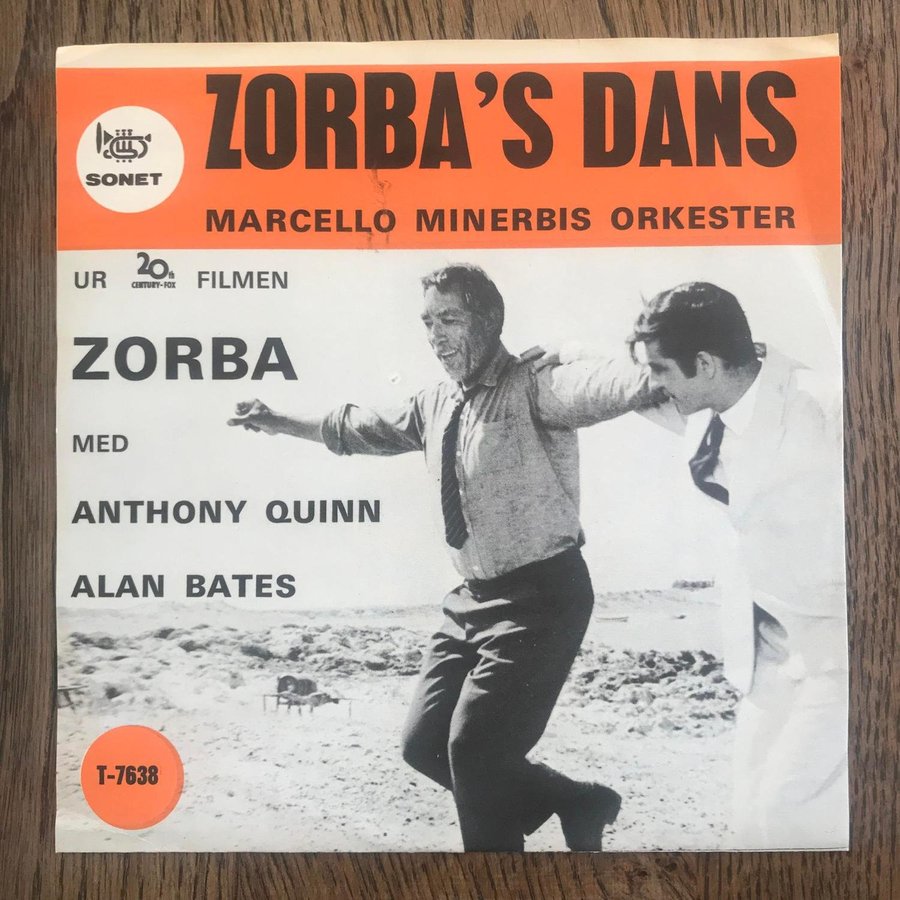 ZORBA'S DANS
SONET
MARCELLO MINERBIS ORKESTER
UR 20th CENTURY-FOX FILMEN
ZORBA
MED
ANTHONY QUINN
ALAN BATES
T-7638